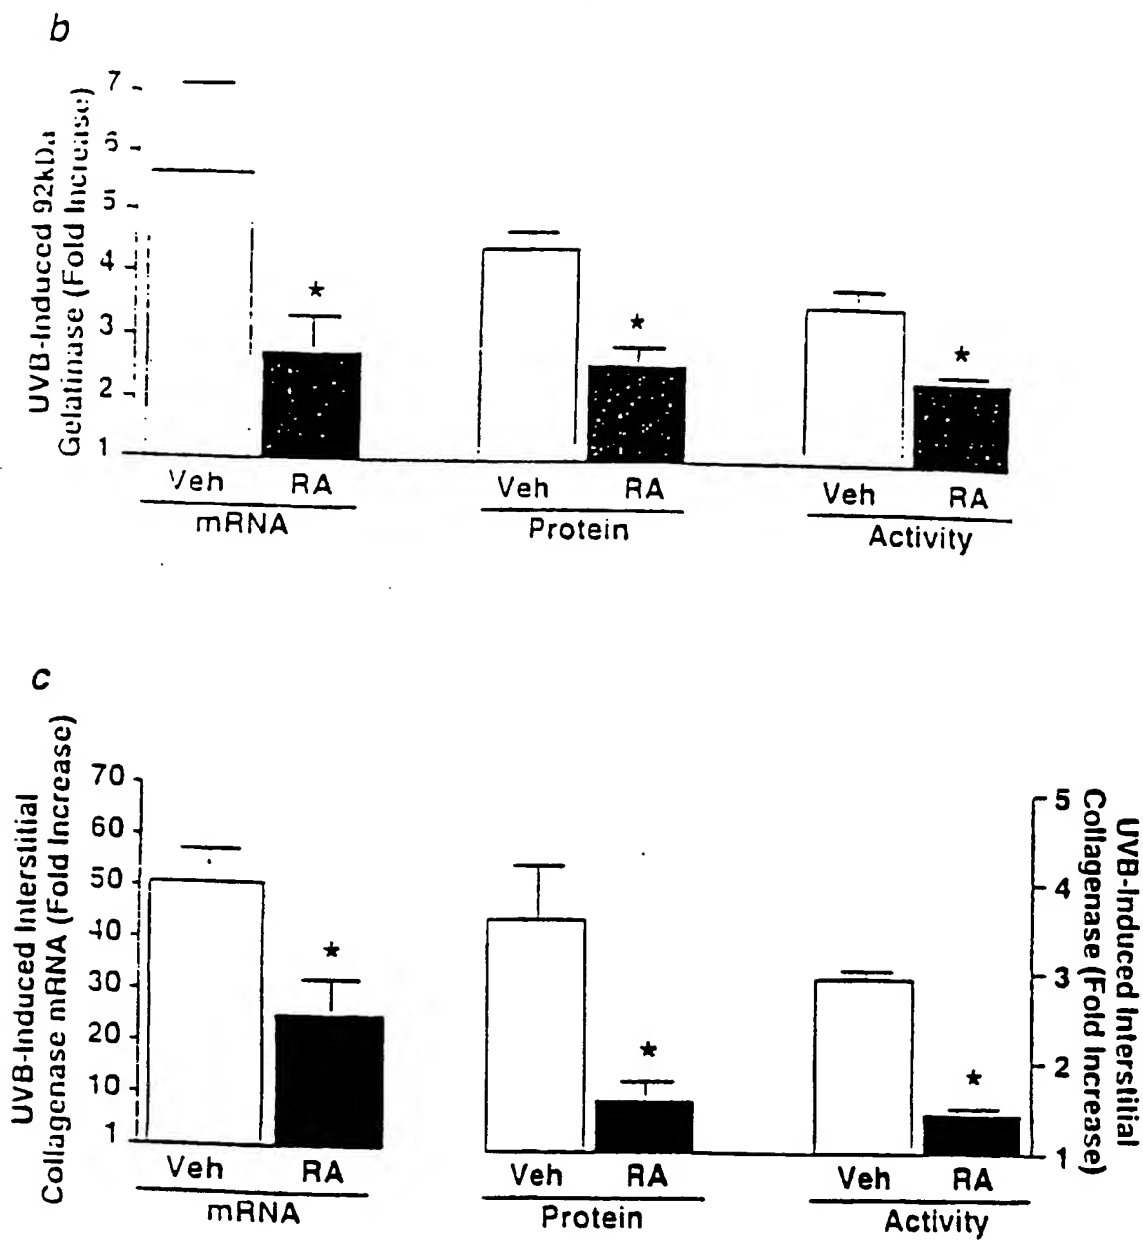 b
UVB-Induced 92kDa
Gelatinase (Fold Increase)
7
6
5
4
3
2
1
*
*
*
Veh RA Veh RA Veh RA
mRNA Protein Activity
c
UVB-Induced Interstitial
Collagenase mRNA (Fold Increase)
70
60
50
40
30
20
10
1
*
*
*
5
4
3
2
1
UVB-Induced Interstitial
Collagenase (Fold Increase)
Veh RA Veh RA Veh RA
mRNA Protein Activity